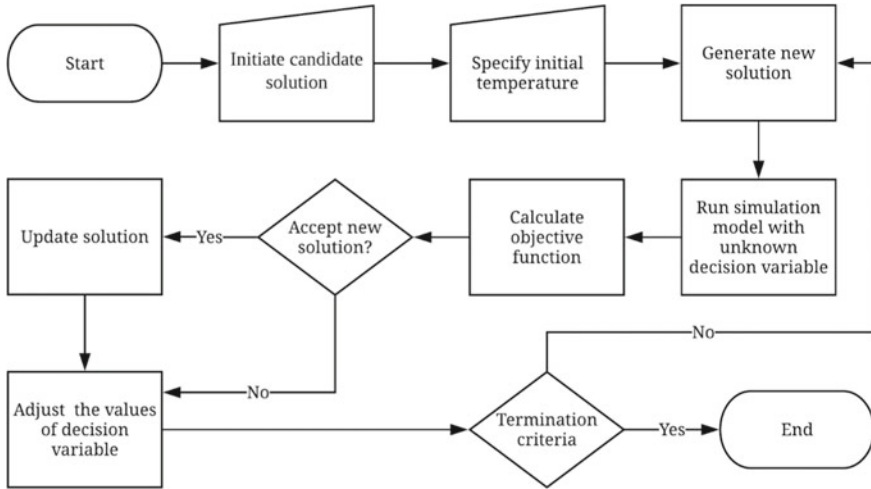 Start
Initiate candidate
solution
Specify initial
temperature
Generate new
solution
Run simulation
model with
unknown
decision variable
Calculate
objective
function
Accept new
solution?
Yes
Update solution
No
Adjust the values
of decision
variable
Termination
criteria
No
Yes
End